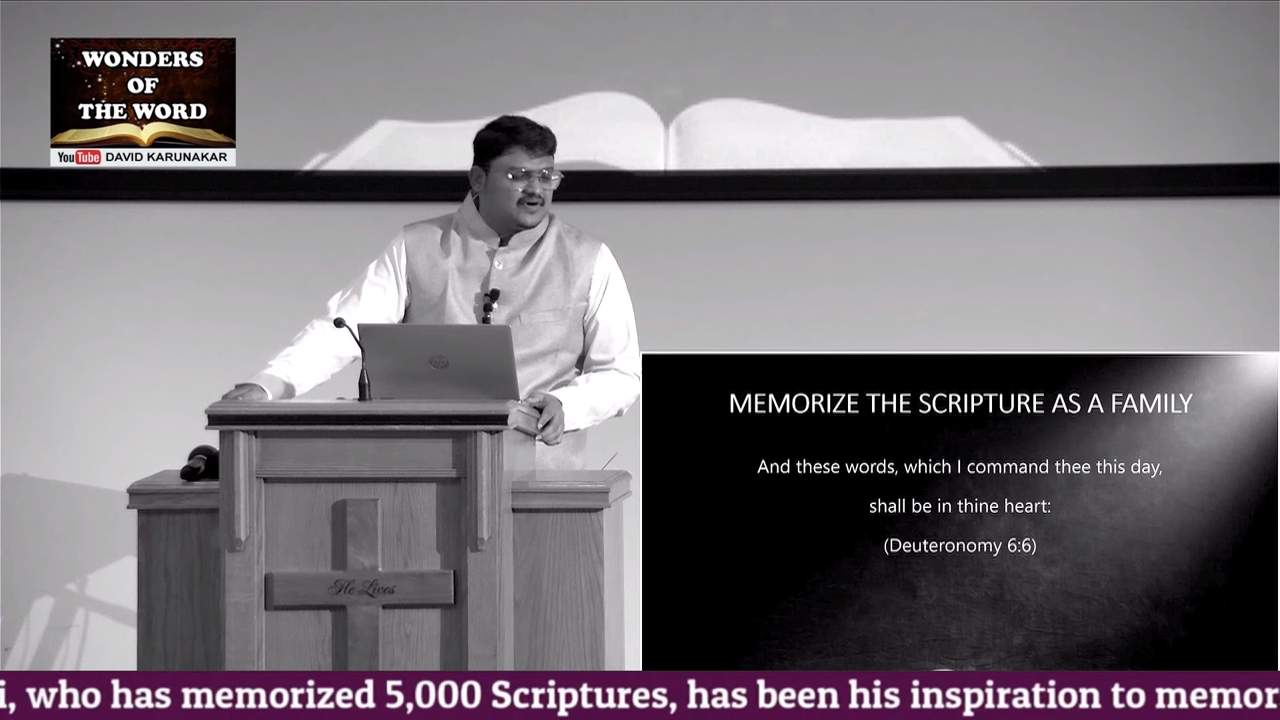 WONDERS
OF
THE WORD
YouTube DAVID KARUNAKAR
hp
MEMORIZE THE SCRIPTURE AS A FAMILY
And these words, which I command thee this day,
shall be in thine heart:
(Deuteronomy 6:6)
He Lives
i, who has memorized 5,000 Scriptures, has been his inspiration to memor